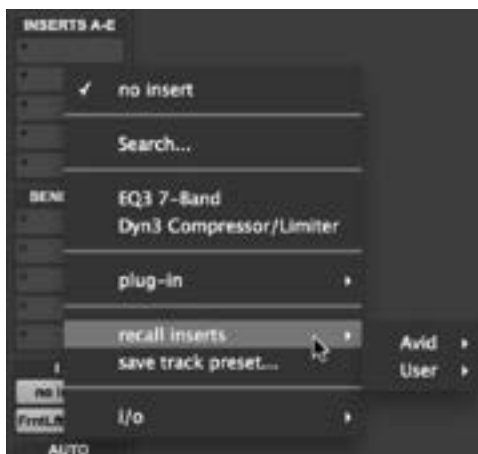 INSERTS A-E
✓ no insert
Search...
EQ3 7-Band
Dyn3 Compressor/Limiter
plug-in
recall inserts
Avid
save track preset...
User
i/o
AUTO